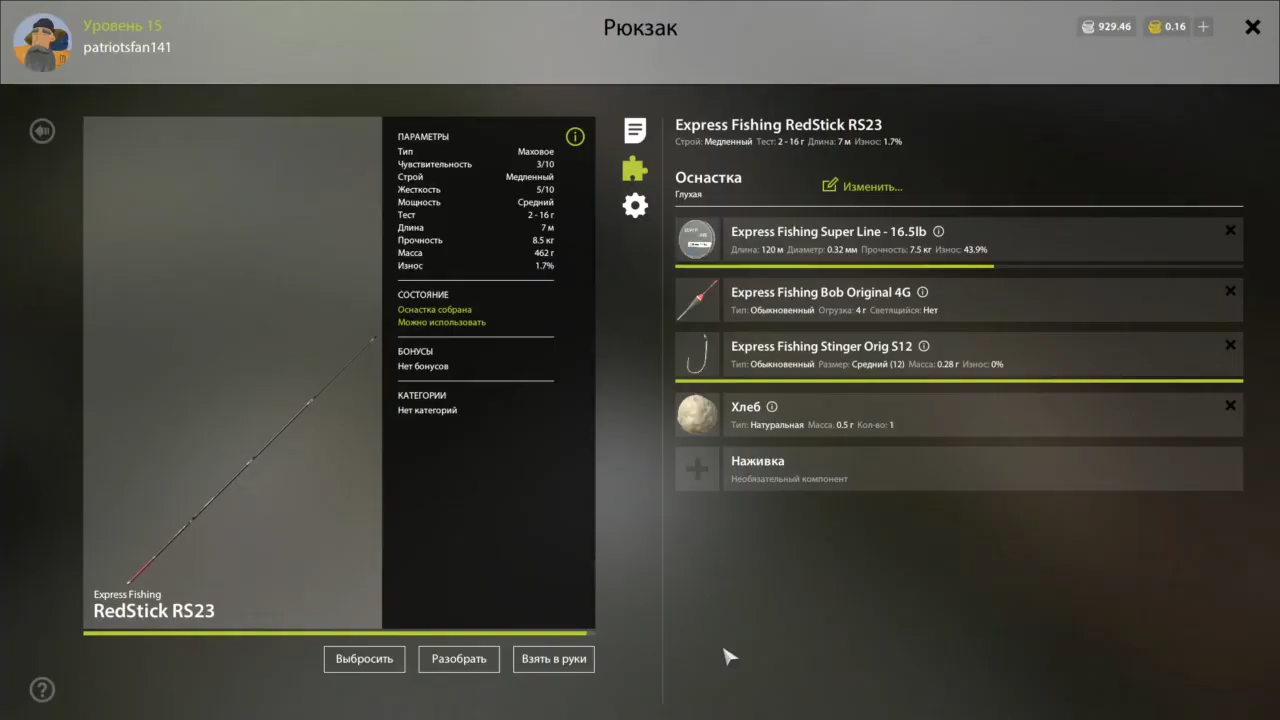 Уровень 15
patriotsfan141
Рюкзак
929.46
0.16
ПАРАМЕТРЫ
Тип Маховое
Чувствительность 3/10
Строй Медленный
Жесткость 5/10
Мощность Средний
Тест 2 - 16 г
Длина 7 м
Прочность 8.5 кг
Масса 462 г
Износ 1.7%
СОСТОЯНИЕ
Оснастка собрана
Можно использовать
БОНУСЫ
Нет бонусов
КАТЕГОРИИ
Нет категорий
Express Fishing
RedStick RS23
Выбросить
Разобрать
Взять в руки
Express Fishing RedStick RS23
Строй: Медленный Тест: 2 - 16 г Длина: 7 м Износ: 1.7%
Оснастка
Глухая
Изменить...
Express Fishing Super Line - 16.5lb
Длина: 120 м Диаметр: 0.32 мм Прочность: 7.5 кг Износ: 43.9%
Express Fishing Bob Original 4G
Тип: Обыкновенный Огрузка: 4 г Светящийся: Нет
Express Fishing Stinger Orig S12
Тип: Обыкновенный Размер: Средний (12) Масса: 0.28 г Износ: 0%
Хлеб
Тип: Натуральная Масса: 0.5 г Кол-во: 1
Наживка
Необязательный компонент